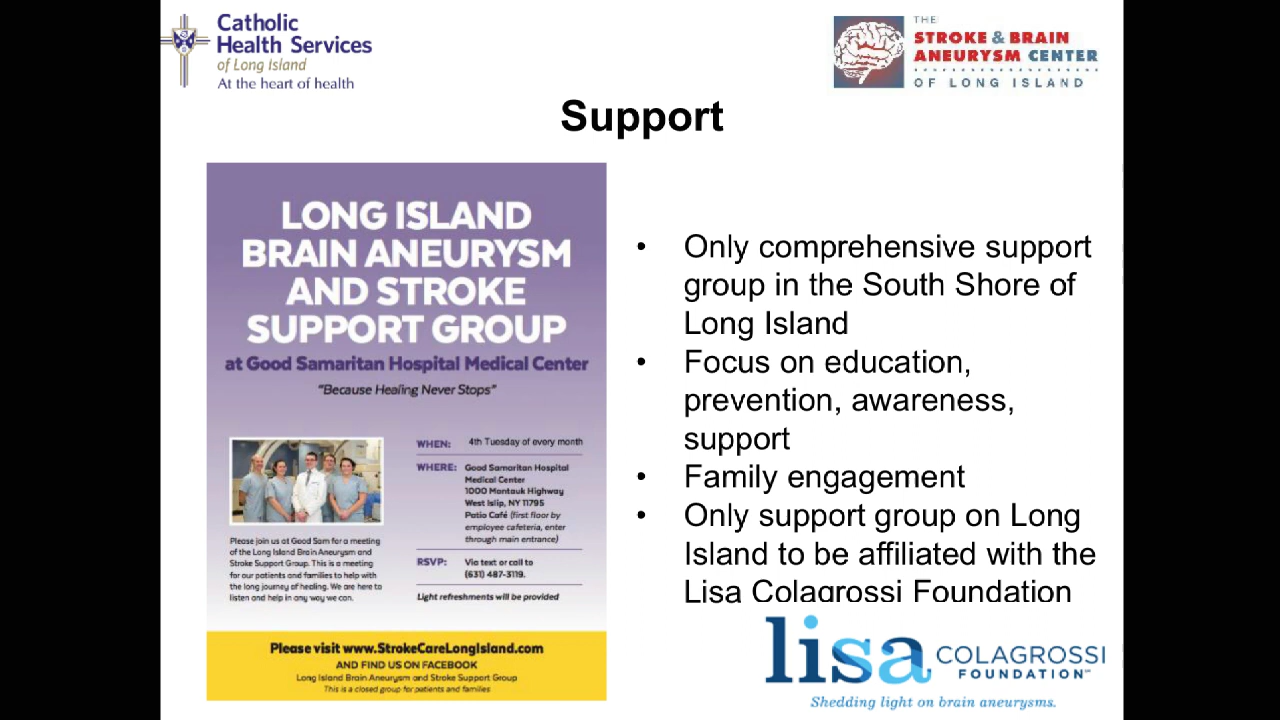 Catholic
Health Services
of Long Island
At the heart of health
THE
STROKE & BRAIN
ANEURYSM CENTER
OF LONG ISLAND
Support
LONG ISLAND
BRAIN ANEURYSM
AND STROKE
SUPPORT GROUP
at Good Samaritan Hospital Medical Center
"Because Healing Never Stops"
WHEN: 4th Tuesday of every month
WHERE: Good Samaritan Hospital
Medical Center
1000 Montauk Highway
West Islip, NY 11795
Patio Café (first floor by
employee cafeteria, enter
through main entrance)
RSVP: Via text or call to
(631) 487-3119.
Light refreshments will be provided
Please join us at Good Sam for a meeting
of the Long Island Brain Aneurysm and
Stroke Support Group. This is a meeting
for our patients and families to help with
the long journey of healing. We are here to
listen and help in any way we can.
Please visit www.StrokeCareLongIsland.com
AND FIND US ON FACEBOOK
Long Island Brain Aneurysm and Stroke Support Group
This is a closed group for patients and families
• Only comprehensive support
group in the South Shore of
Long Island
• Focus on education,
prevention, awareness,
support
• Family engagement
• Only support group on Long
Island to be affiliated with the
Lisa Colagrossi Foundation
lisa COLAGROSSI
FOUNDATION
Shedding light on brain aneurysms.